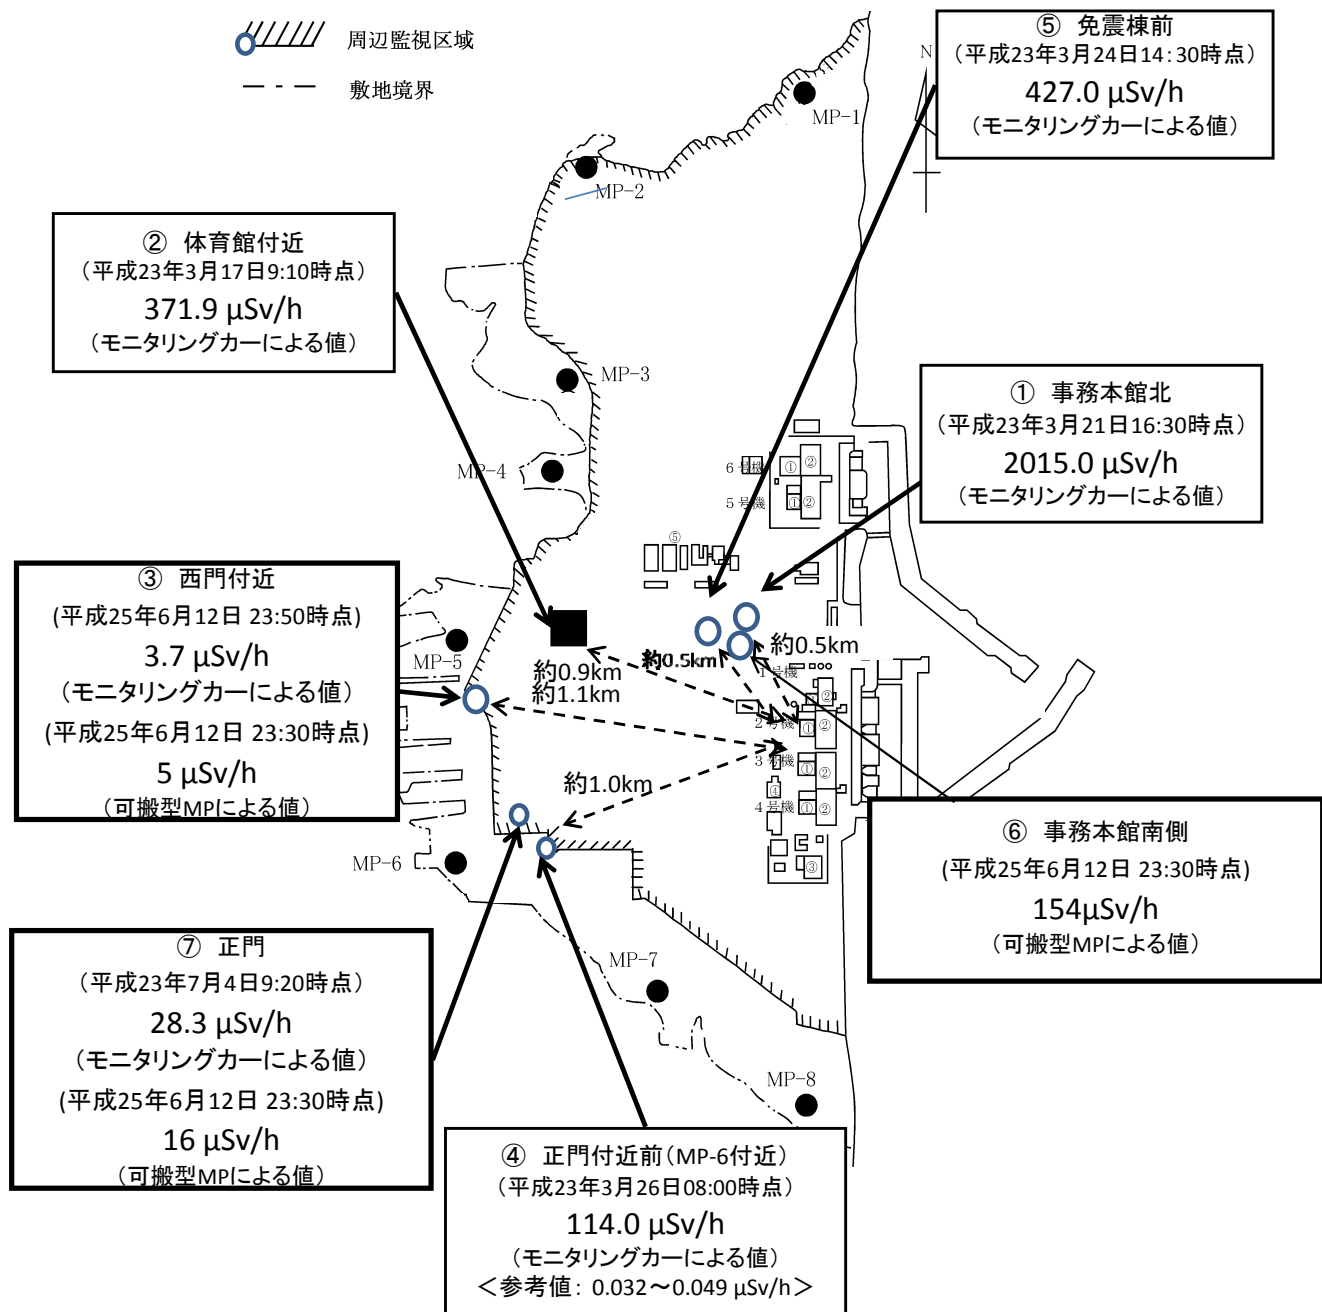 周辺監視区域
敷地境界
⑤ 免震棟前
（平成23年3月24日14:30時点）
427.0 μSv/h
（モニタリングカーによる値）
N
MP-1
MP-2
② 体育館付近
（平成23年3月17日9:10時点）
371.9 μSv/h
（モニタリングカーによる値）
MP-3
① 事務本館北
（平成23年3月21日16:30時点）
2015.0 μSv/h
（モニタリングカーによる値）
MP-4
6号機
①
②
5号機
①
②
⑤
③ 西門付近
(平成25年6月12日 23:50時点)
3.7 μSv/h
（モニタリングカーによる値）
(平成25年6月12日 23:30時点)
5 μSv/h
（可搬型MPによる値）
MP-5
約0.9km
約1.1km
約0.5km
約0.5km
1号機
②
2号機
①
②
3号機
①
②
④
4号機
①
②
③
約1.0km
MP-6
⑥ 事務本館南側
(平成25年6月12日 23:30時点)
154μSv/h
（可搬型MPによる値）
⑦ 正門
（平成23年7月4日9:20時点）
28.3 μSv/h
（モニタリングカーによる値）
(平成25年6月12日 23:30時点)
16 μSv/h
（可搬型MPによる値）
MP-7
MP-8
④ 正門付近前（MP-6付近）
（平成23年3月26日08:00時点）
114.0 μSv/h
（モニタリングカーによる値）
＜参考値： 0.032～0.049 μSv/h＞